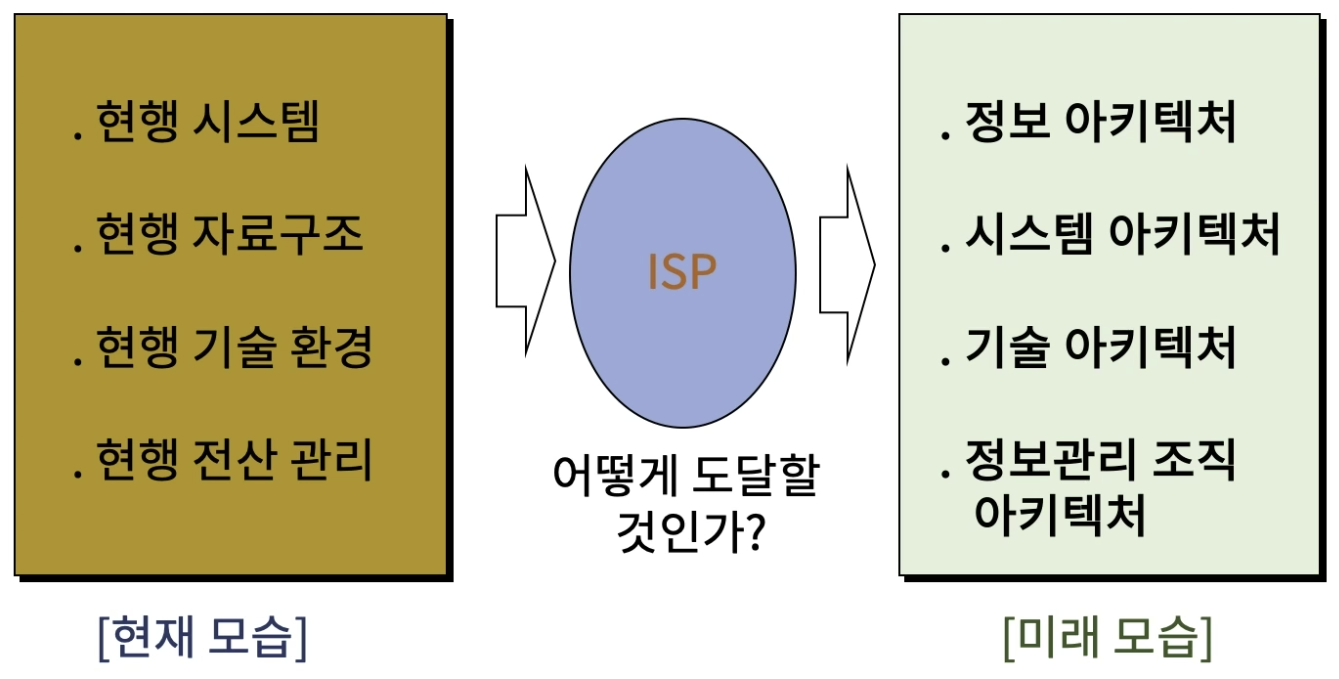 . 현행 시스템
. 현행 자료구조
. 현행 기술 환경
. 현행 전산 관리
[현재 모습]
ISP
어떻게 도달할
것인가?
. 정보 아키텍처
. 시스템 아키텍처
. 기술 아키텍처
. 정보관리 조직
아키텍처
[미래 모습]